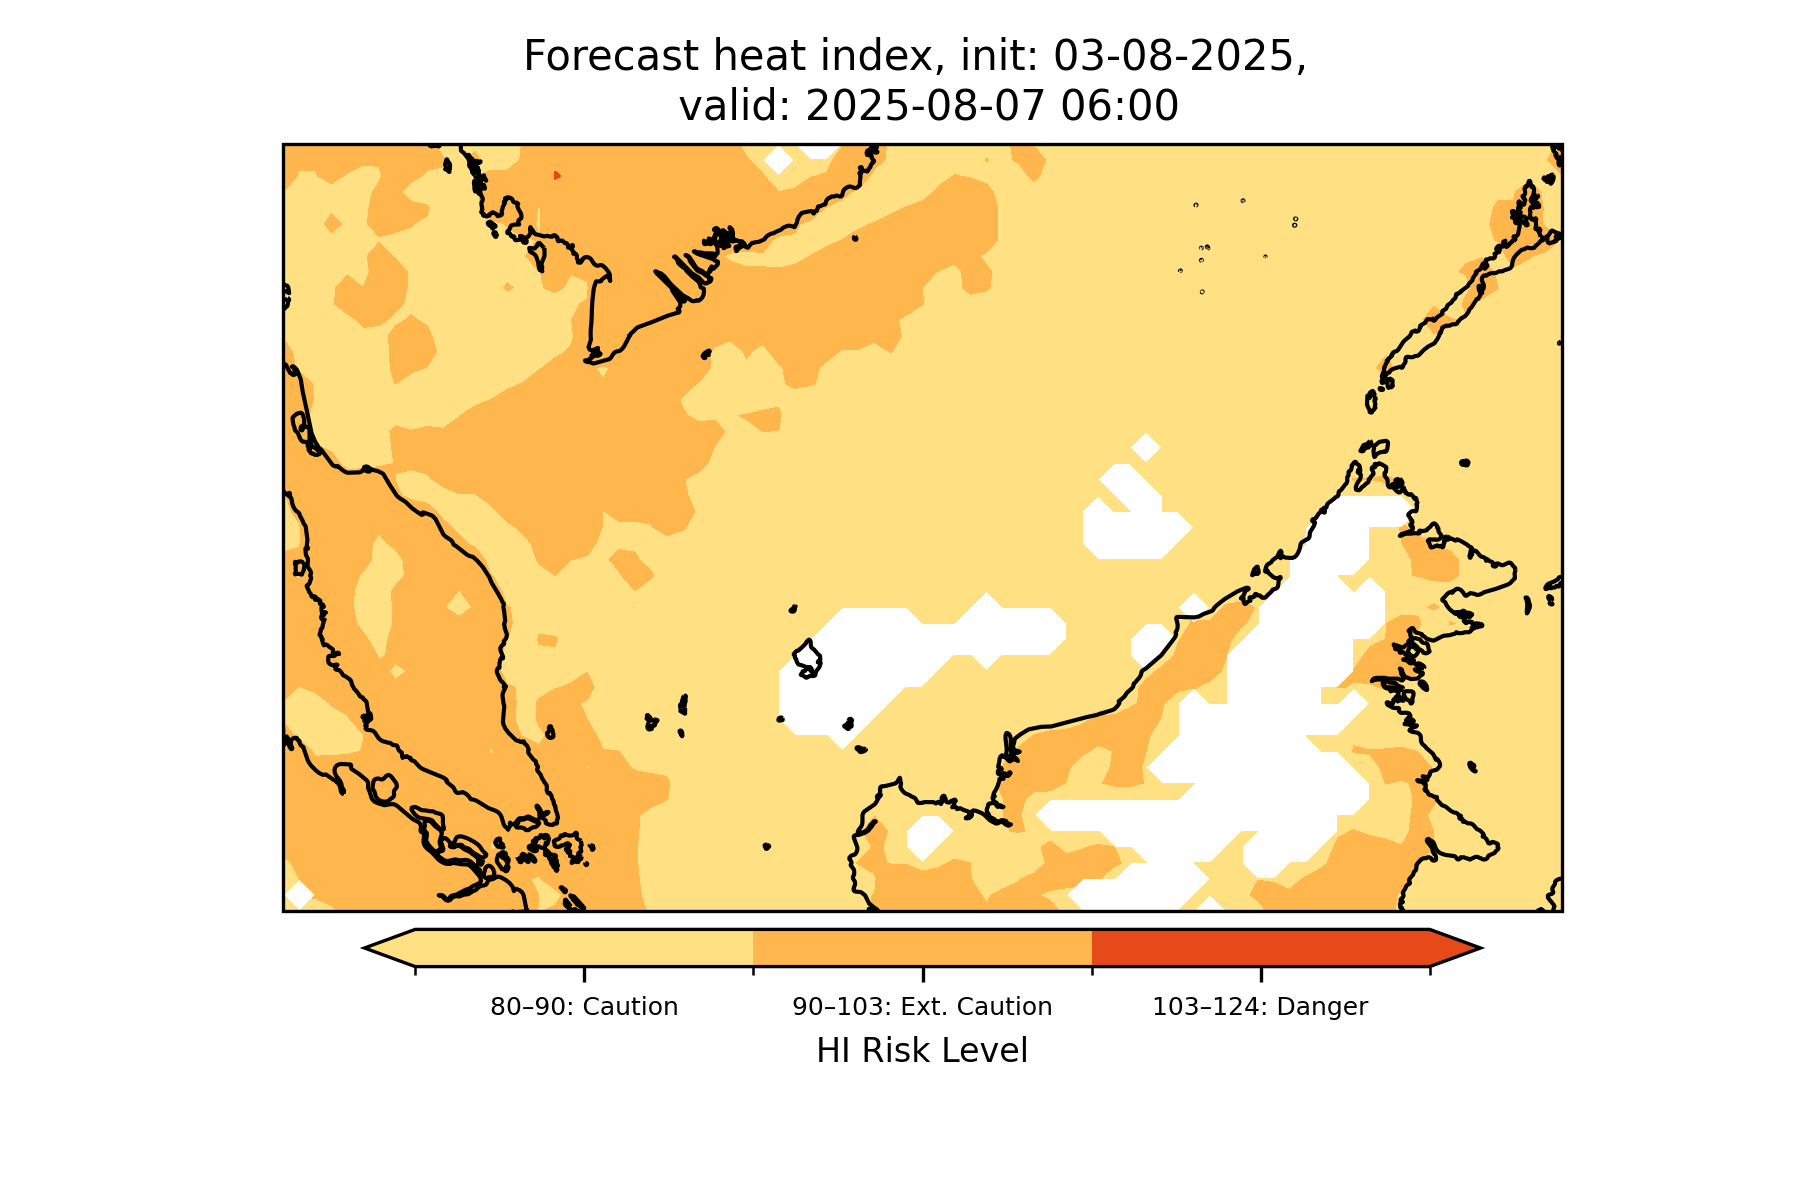 Forecast heat index, init: 03-08-2025,
valid: 2025-08-07 06:00
80–90: Caution
90–103: Ext. Caution
103–124: Danger
HI Risk Level